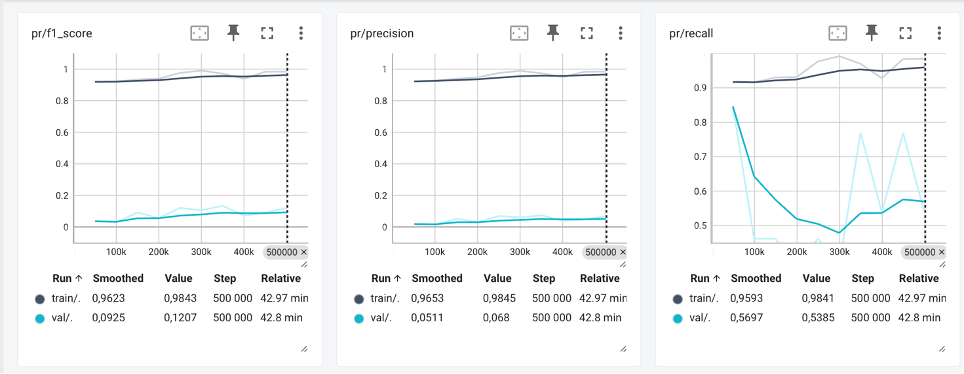 pr/f1_score
1
0.8
0.6
0.4
0.2
0
100k 200k 300k 400k 500000 ×
Run ↑ Smoothed Value Step Relative
train/. 0,9623 0,9843 500 000 42.97 min
val/. 0,0925 0,1207 500 000 42.8 min
pr/precision
1
0.8
0.6
0.4
0.2
0
100k 200k 300k 400k 500000 ×
Run ↑ Smoothed Value Step Relative
train/. 0,9653 0,9845 500 000 42.97 min
val/. 0,0511 0,068 500 000 42.8 min
pr/recall
0.9
0.8
0.7
0.6
0.5
100k 200k 300k 400k 500000 ×
Run ↑ Smoothed Value Step Relative
train/. 0,9593 0,9841 500 000 42.97 min
val/. 0,5697 0,5385 500 000 42.8 min